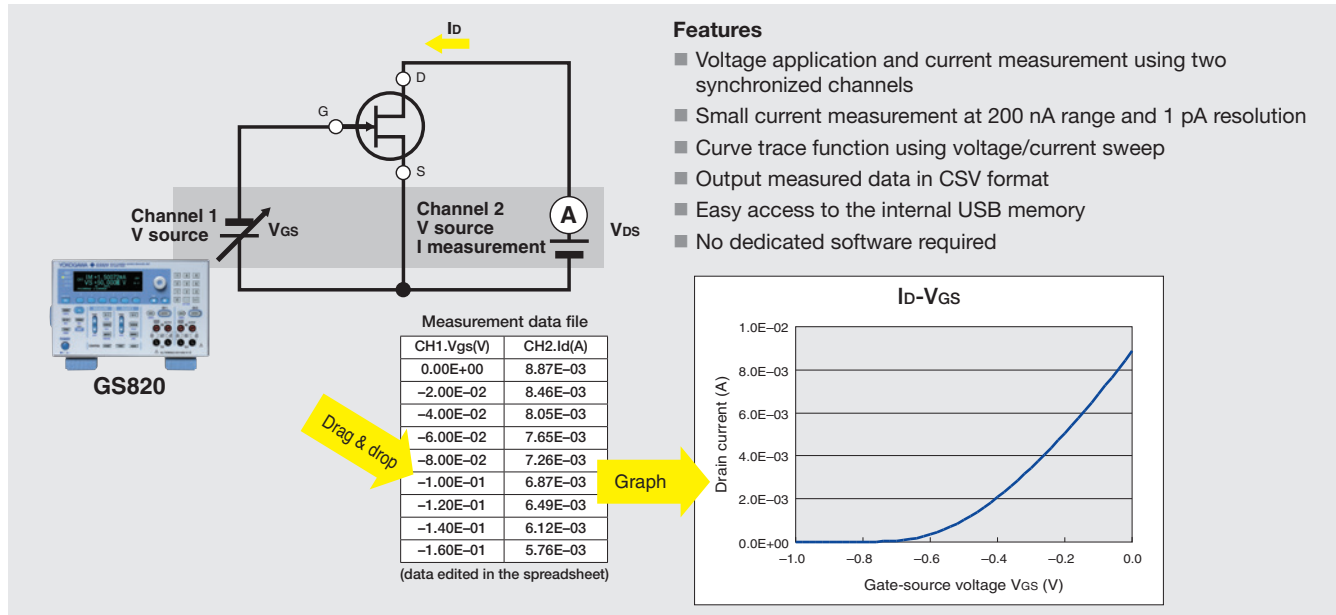 ID
D
G
S
Channel 1
V source
VGS
Channel 2
V source
I measurement
A
VDS
YOKOGAWA
GS820
Measurement data file
CH1.Vgs(V) CH2.Id(A)
0.00E+00 8.87E–03
–2.00E–02 8.46E–03
–4.00E–02 8.05E–03
–6.00E–02 7.65E–03
–8.00E–02 7.26E–03
–1.00E–01 6.87E–03
–1.20E–01 6.49E–03
–1.40E–01 6.12E–03
–1.60E–01 5.76E–03
(data edited in the spreadsheet)
Drag & drop
Graph
Features
■ Voltage application and current measurement using two
synchronized channels
■ Small current measurement at 200 nA range and 1 pA resolution
■ Curve trace function using voltage/current sweep
■ Output measured data in CSV format
■ Easy access to the internal USB memory
■ No dedicated software required
ID-VGS
Drain current (A)
1.0E–02
8.0E–03
6.0E–03
4.0E–03
2.0E–03
0.0E+00
–1.0 –0.8 –0.6 –0.4 –0.2 0.0
Gate-source voltage VGS (V)